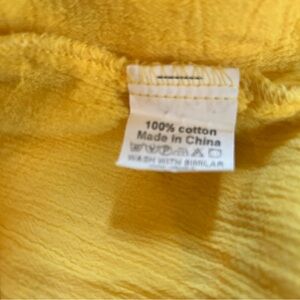 100% cotton
Made in China
WASH WITH SIMILAR